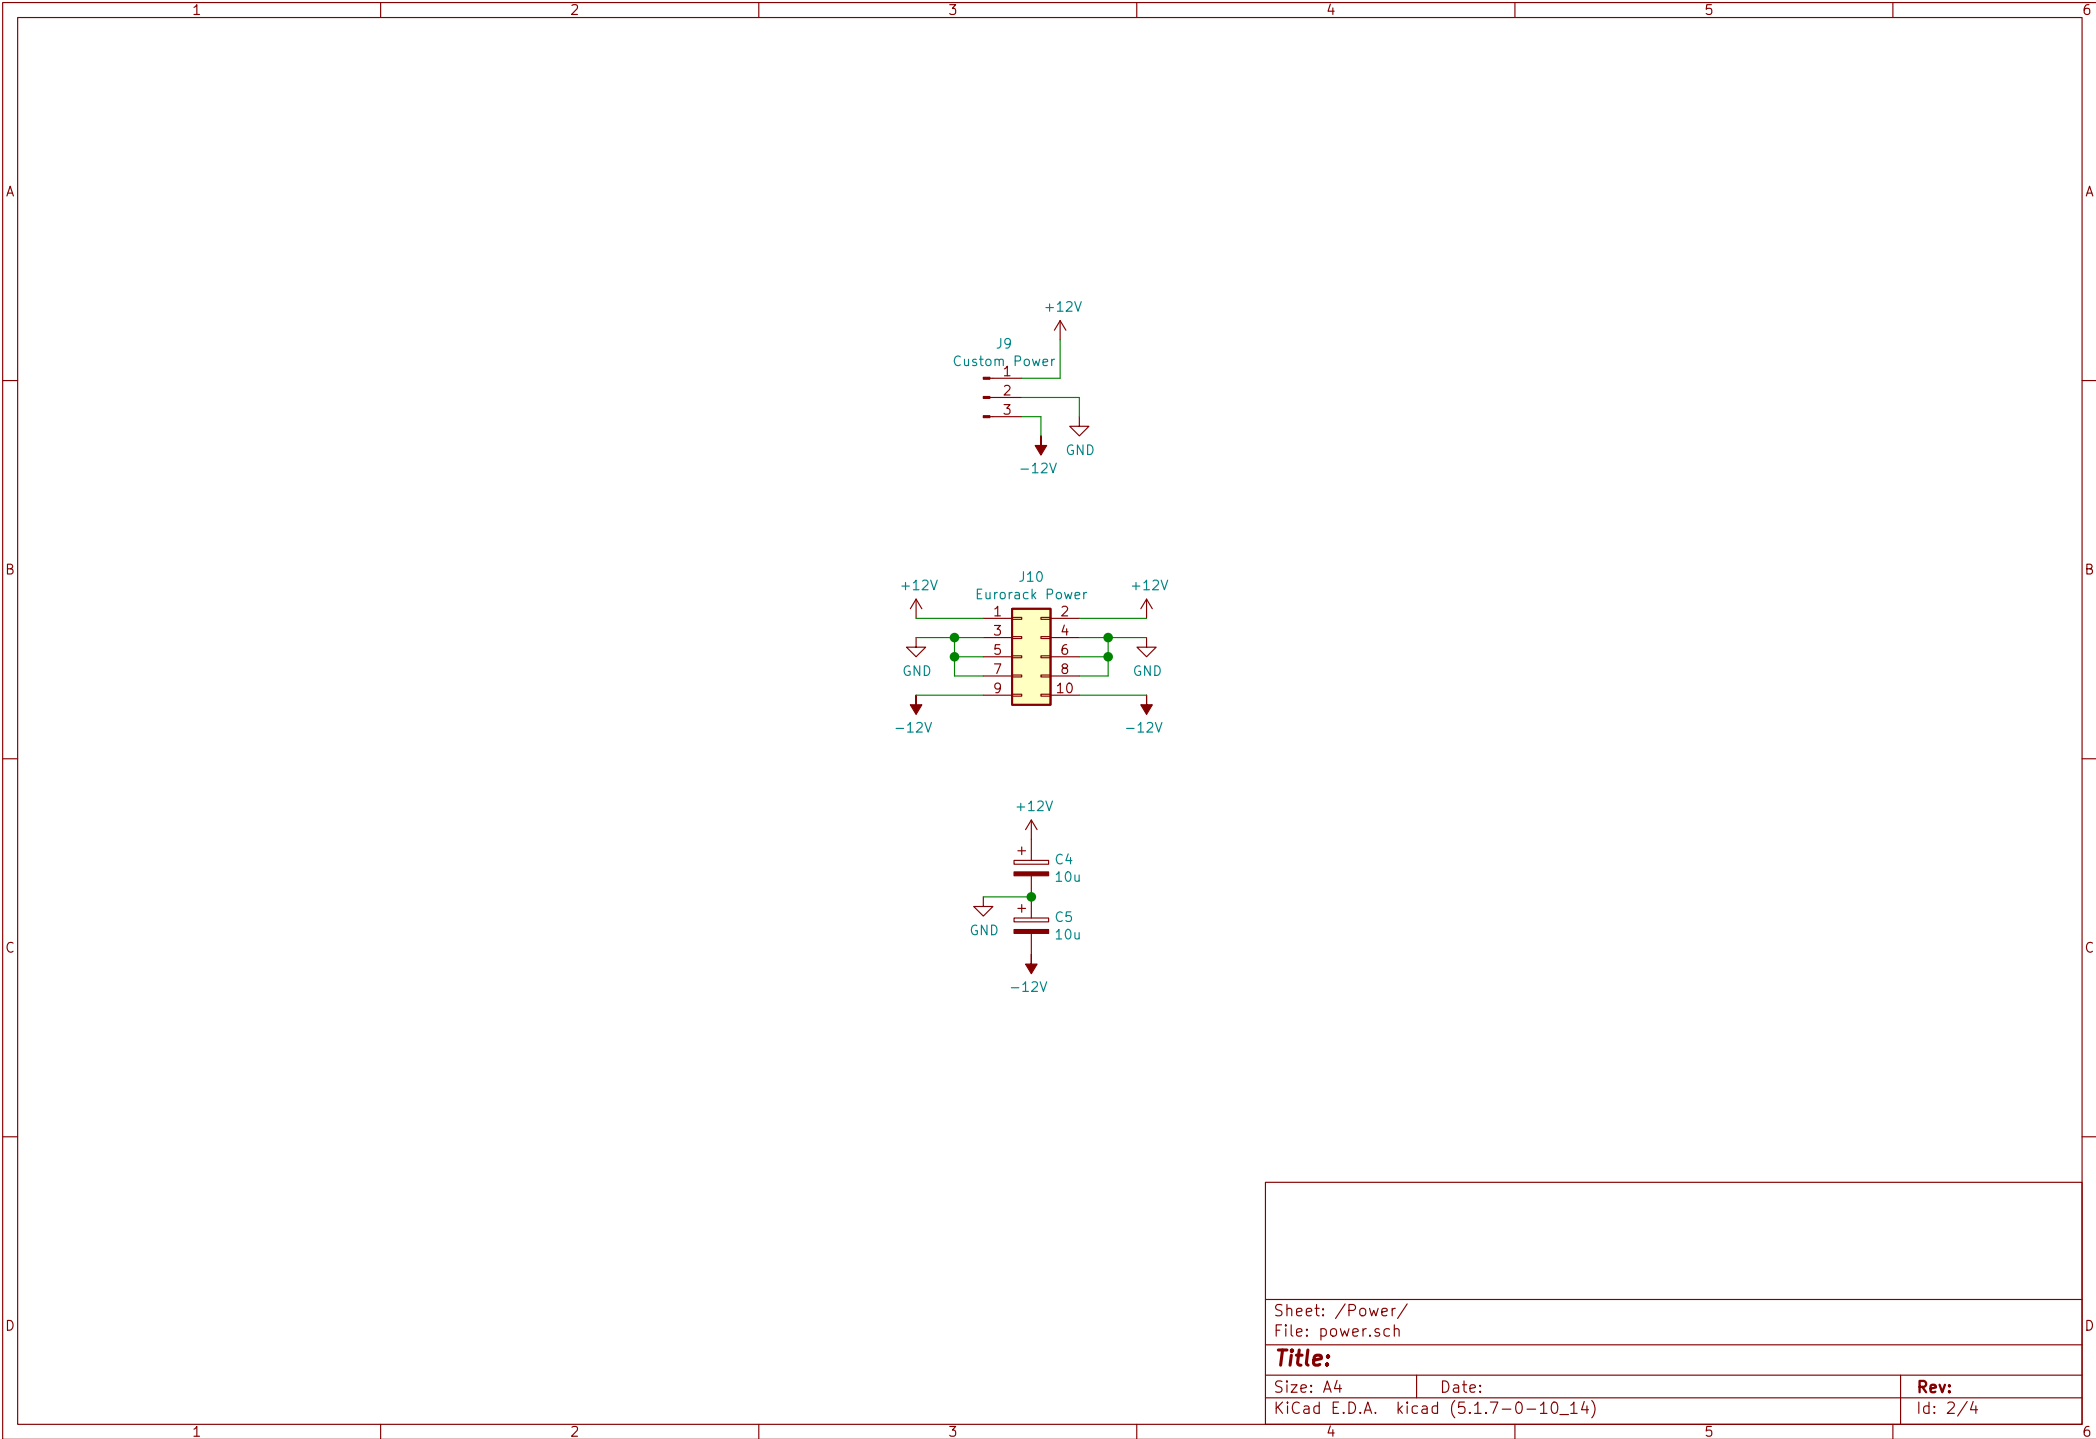 1 2 3 4 5 6
A A
+12V
J9
Custom Power
1
2
3
GND
-12V
B B
J10
+12V +12V
Eurorack Power
1 2
3 4
5 6
7 8
GND GND
9 10
-12V -12V
+12V
+ C4
10u
+ C5
GND 10u
C C
-12V
Sheet: /Power/
File: power.sch
D D
Title:
Size: A4 Date: Rev:
KiCad E.D.A. kicad (5.1.7-0-10_14) Id: 2/4
1 2 3 4 5 6